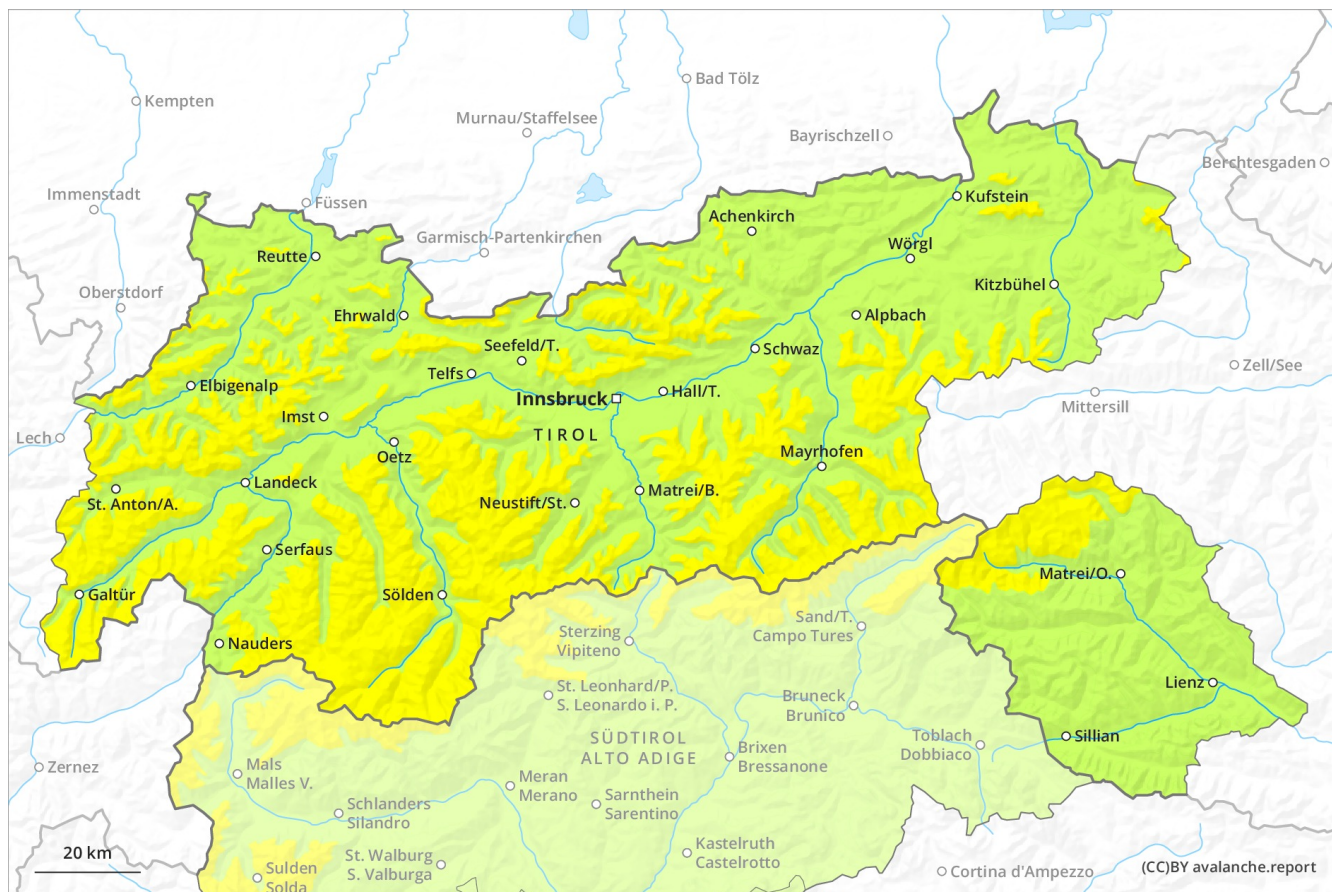 Bad Tölz
Kempten
Murnau/Staffelsee
Bayrischzell
Berchtesgaden
Immenstadt
Füssen
Kufstein
Achenkirch
Garmisch-Partenkirchen
Wörgl
Reutte
Kitzbühel
Oberstdorf
Ehrwald
Alpbach
Seefeld/T.
Schwaz
Zell/See
Telfs
Elbigenalp
Hall/T.
Innsbruck
Mittersill
Imst
Lech
TIROL
Oetz
Mayrhofen
Landeck
Matrei/B.
St. Anton/A.
Neustift/St.
Serfaus
Matrei/O.
Galtür
Sölden
Sand/T.
Campo Tures
Sterzing
Vipiteno
Nauders
Lienz
St. Leonhard/P.
S. Leonardo i. P.
Bruneck
Brunico
Sillian
SÜDTIROL
ALTO ADIGE
Toblach
Dobbiaco
Brixen
Bressanone
Zernez
Mals
Malles V.
Meran
Merano
Sarnthein
Sarentino
Schlanders
Silandro
Kastelruth
Castelrotto
20 km
St. Walburg
S. Valburga
Sulden
Solda
Cortina d'Ampezzo
(CC)BY avalanche.report